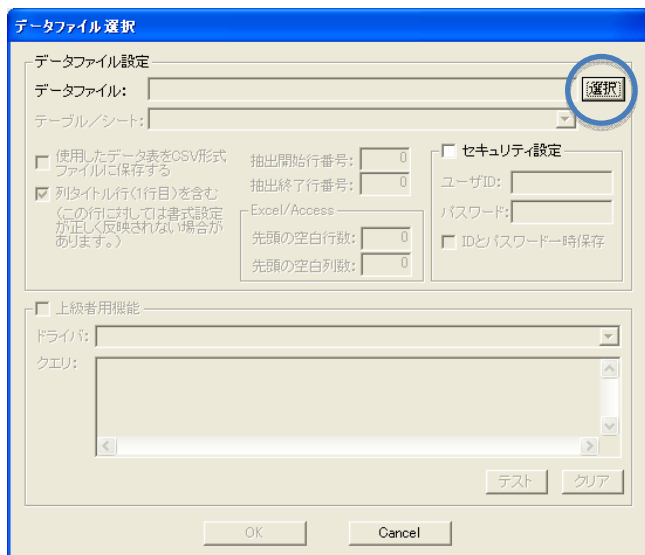 データファイル選択
データファイル設定
データファイル:
選択
テーブル／シート:
使用したデータ表をCSV形式
ファイルに保存する
列タイトル行(1行目)を含む
(この行に対しては書式設定
が正しく反映されない場合が
あります。)
抽出開始行番号: 0
抽出終了行番号: 0
Excel/Access
先頭の空白行数: 0
先頭の空白列数: 0
セキュリティ設定
ユーザID:
パスワード:
IDとパスワード一時保存
上級者用機能
ドライバ:
クエリ:
テスト クリア
OK Cancel